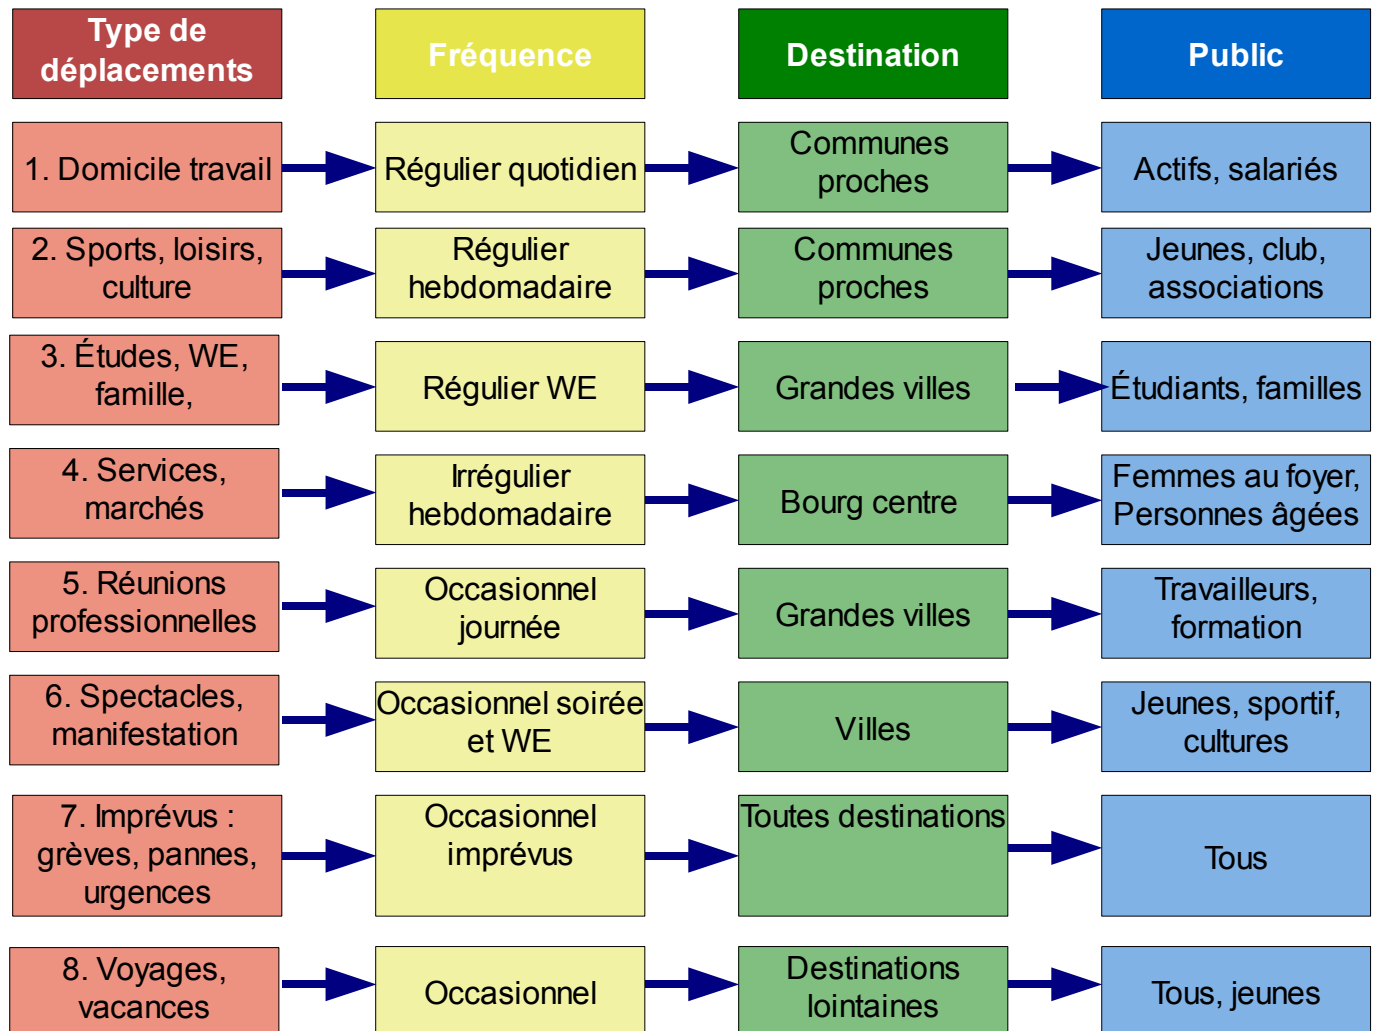 Type de
déplacements
Fréquence
Destination
Public
1. Domicile travail
Régulier quotidien
Communes
proches
Actifs, salariés
2. Sports, loisirs,
culture
Régulier
hebdomadaire
Communes
proches
Jeunes, club,
associations
3. Études, WE,
famille,
Régulier WE
Grandes villes
Étudiants, familles
4. Services,
marchés
Irrégulier
hebdomadaire
Bourg centre
Femmes au foyer,
Personnes âgées
5. Réunions
professionnelles
Occasionnel
journée
Grandes villes
Travailleurs,
formation
6. Spectacles,
manifestation
Occasionnel soirée
et WE
Villes
Jeunes, sportif,
cultures
7. Imprévus :
grèves, pannes,
urgences
Occasionnel
imprévus
Toutes destinations
Tous
8. Voyages,
vacances
Occasionnel
Destinations
lointaines
Tous, jeunes